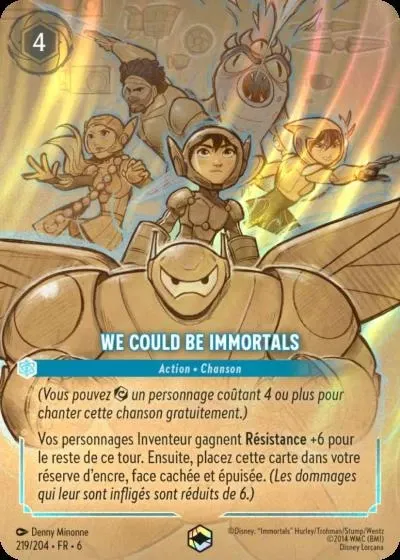 4
WE COULD BE IMMORTALS
Action • Chanson
(Vous pouvez un personnage coûtant 4 ou plus pour
chanter cette chanson gratuitement.)
Vos personnages Inventeur gagnent Résistance +6 pour
le reste de ce tour. Ensuite, placez cette carte dans votre
réserve d'encre, face cachée et épuisée. (Les dommages
qui leur sont infligés sont réduits de 6.)
Denny Minonne
219/204 • FR • 6
©Disney. "Immortals" Hurley/Trohman/Stump/Wentz
©2014 WMC (BMI)
Disney Lorcana